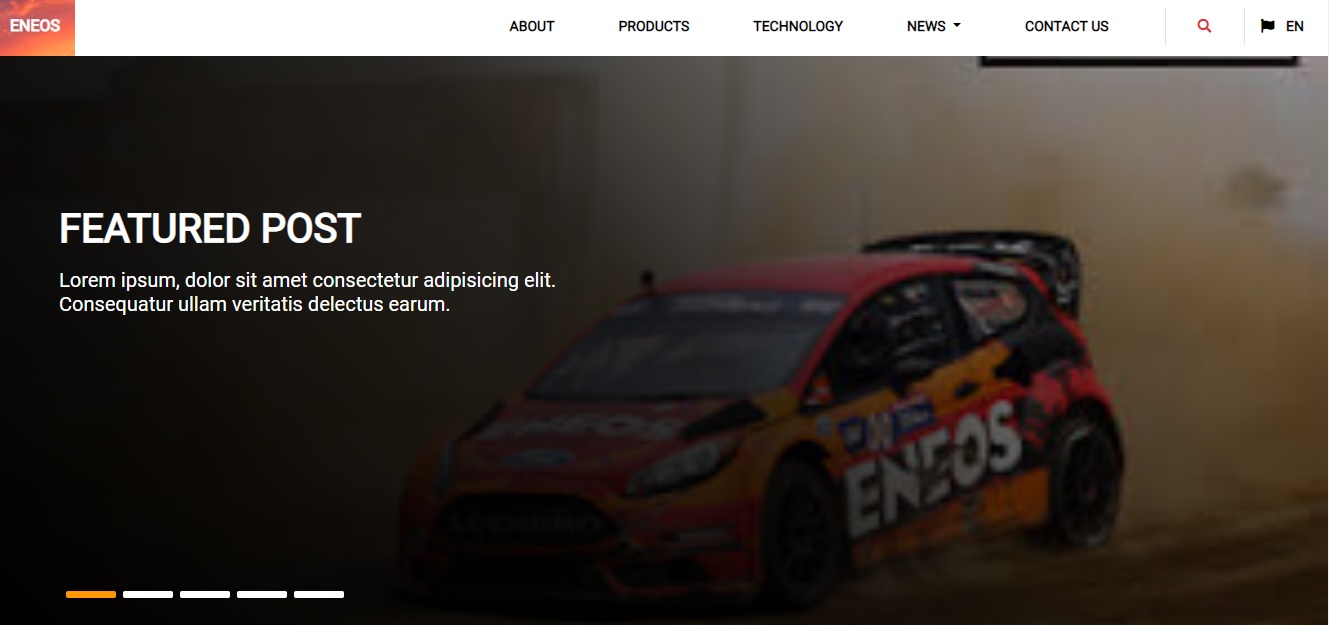 ENEOS
ABOUT
PRODUCTS
TECHNOLOGY
NEWS
CONTACT US
EN
FEATURED POST
Lorem ipsum, dolor sit amet consectetur adipisicing elit.
Consequatur ullam veritatis delectus earum.
ENEOS
ENEOS